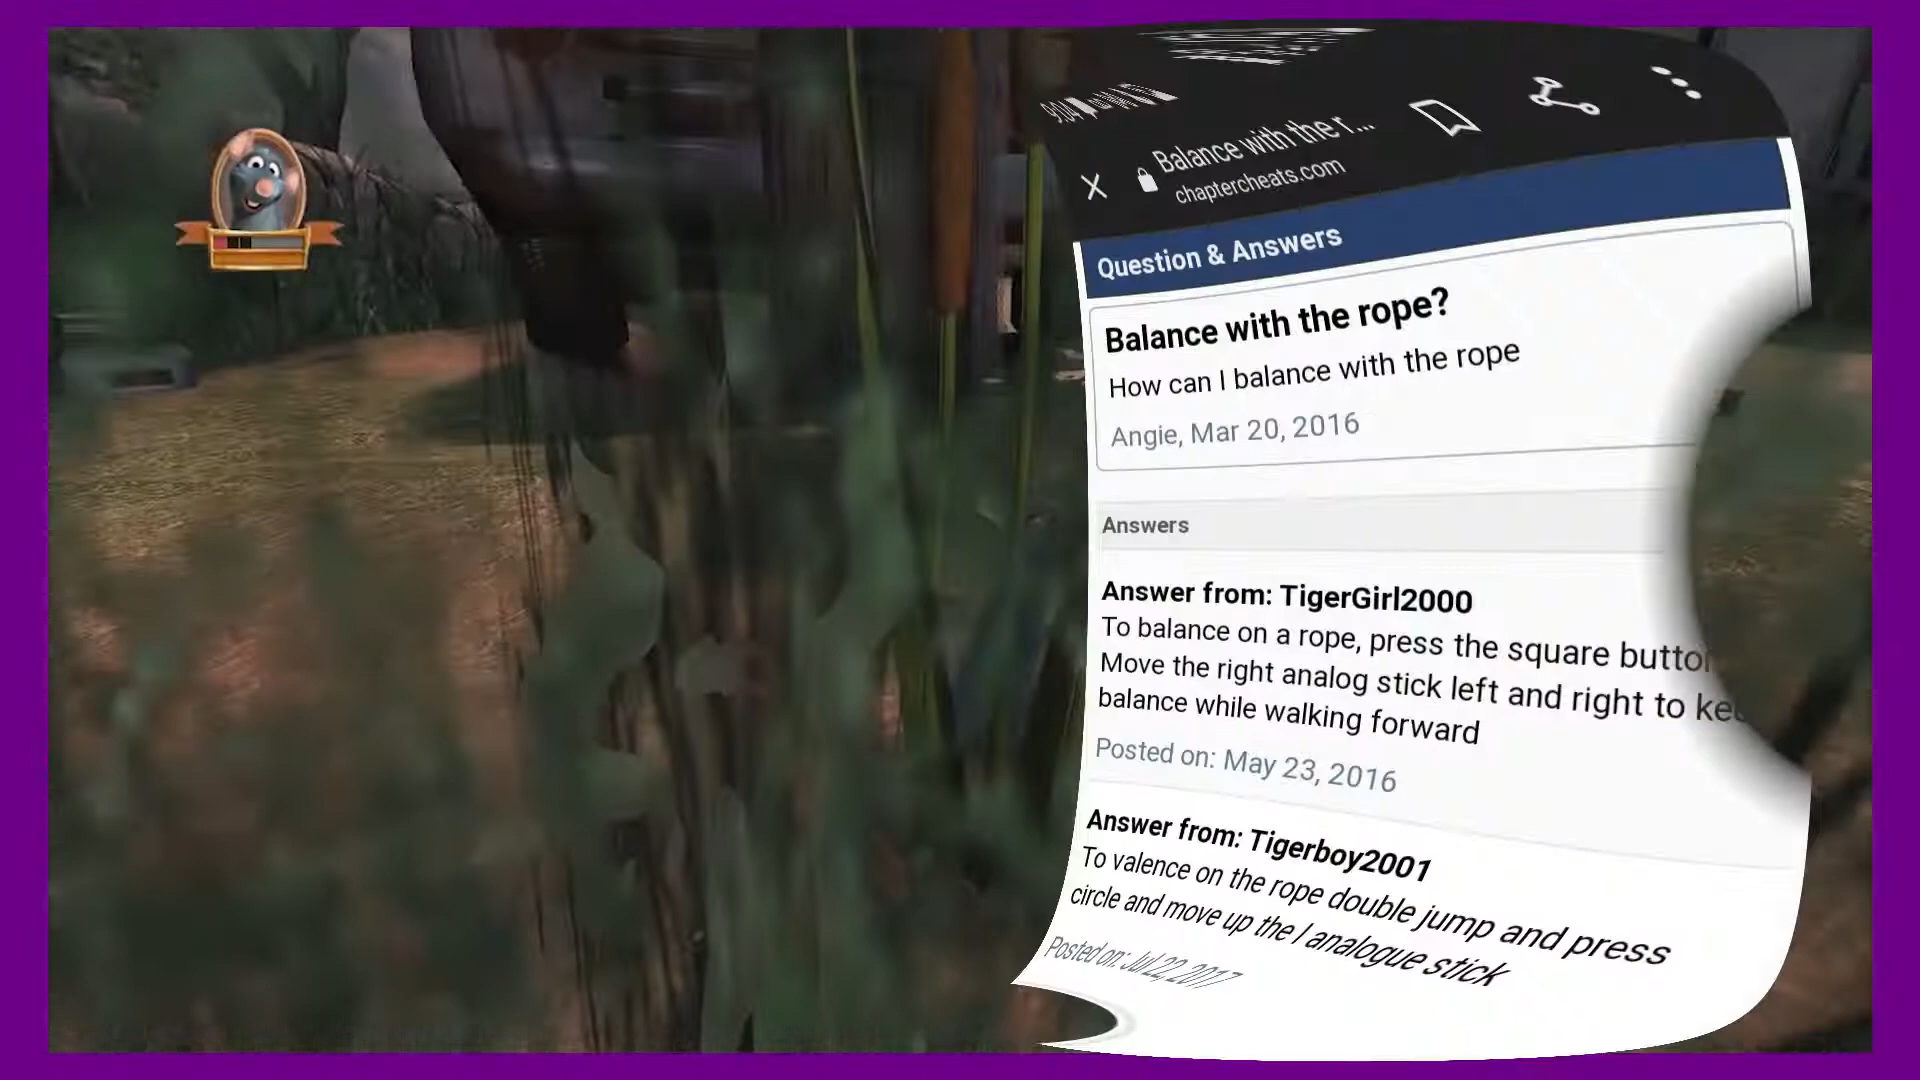 9:04
Balance with the r...
chaptercheats.com
Question & Answers
Balance with the rope?
How can I balance with the rope
Angie, Mar 20, 2016
Answers
Answer from: TigerGirl2000
To balance on a rope, press the square
Move the right analog stick left and right to
balance while walking forward
Posted on: May 23, 2016
Answer from: Tigerboy2001
To valence on the rope double jump and press
circle and move up the l analogue stick
Posted on: Jul 22, 2017